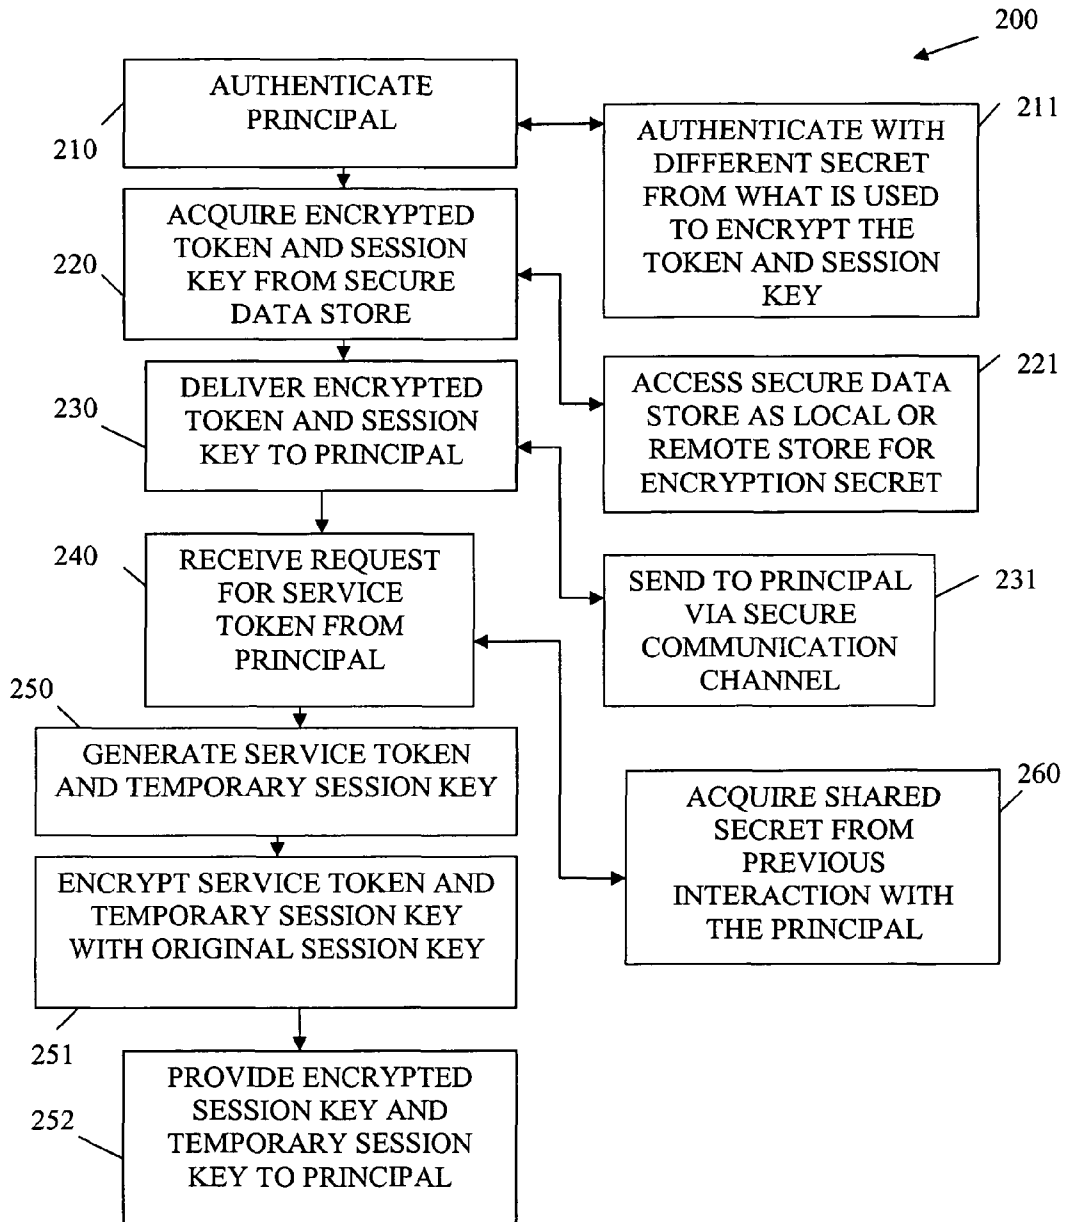 200
AUTHENTICATE
PRINCIPAL
210
AUTHENTICATE WITH
DIFFERENT SECRET
FROM WHAT IS USED
TO ENCRYPT THE
TOKEN AND SESSION
KEY
211
ACQUIRE ENCRYPTED
TOKEN AND SESSION
KEY FROM SECURE
DATA STORE
220
ACCESS SECURE DATA
STORE AS LOCAL OR
REMOTE STORE FOR
ENCRYPTION SECRET
221
DELIVER ENCRYPTED
TOKEN AND SESSION
KEY TO PRINCIPAL
230
SEND TO PRINCIPAL
VIA SECURE
COMMUNICATION
CHANNEL
231
RECEIVE REQUEST
FOR SERVICE
TOKEN FROM
PRINCIPAL
240
ACQUIRE SHARED
SECRET FROM
PREVIOUS
INTERACTION WITH
THE PRINCIPAL
260
250
GENERATE SERVICE TOKEN
AND TEMPORARY SESSION KEY
ENCRYPT SERVICE TOKEN AND
TEMPORARY SESSION KEY
WITH ORIGINAL SESSION KEY
251
PROVIDE ENCRYPTED
SESSION KEY AND
TEMPORARY SESSION
KEY TO PRINCIPAL
252